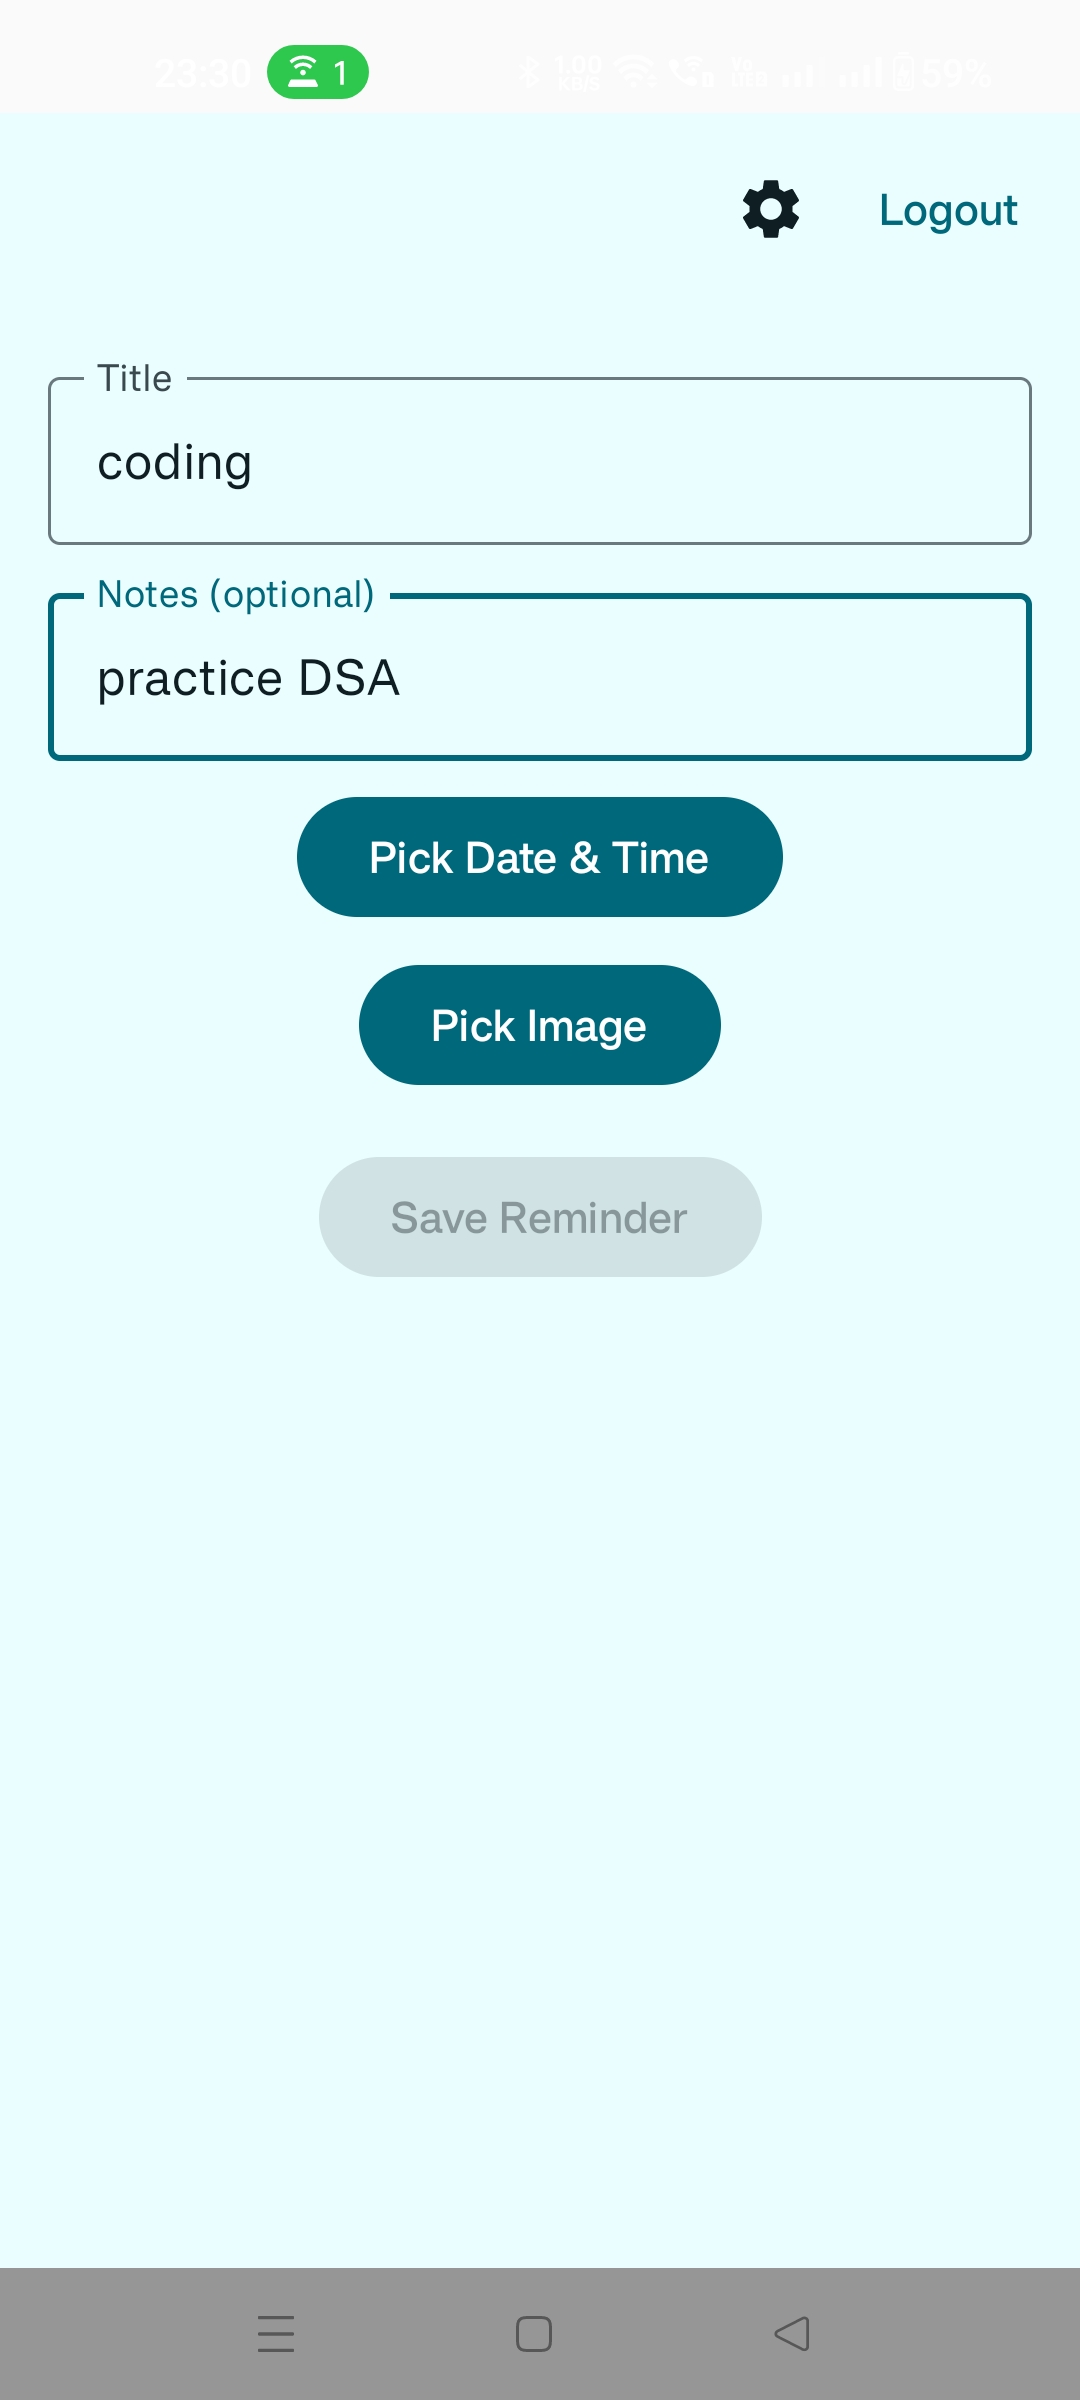 23:30 1 1.00 KB/S 59%
Logout
Title
coding
Notes (optional)
practice DSA
Pick Date & Time
Pick Image
Save Reminder